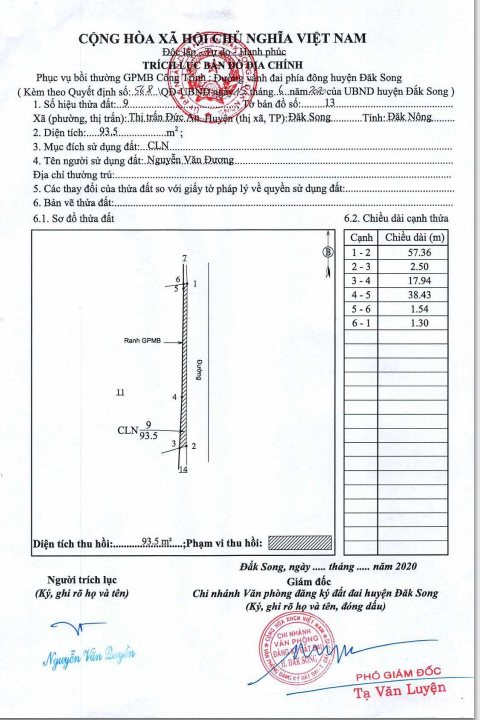 CỘNG HÒA XÃ HỘI CHỦ NGHĨA VIỆT NAM
Độc lập - Tự do - Hạnh phúc
TRÍCH LỤC BẢN ĐỒ ĐỊA CHÍNH
Phục vụ bồi thường GPMB Công Trình : Đường vành đai phía đông huyện Đăk Song
( Kèm theo Quyết định số: 568 /QĐ-UBND ngày 15 tháng 6 năm 2020 của UBND huyện Đắk Song )
1. Số hiệu thửa đất: 9 Tờ bản đồ số: 13
Xã (phường, thị trấn): Thị trấn Đức An, Huyện (thị xã, TP): Đăk Song Tỉnh: Đăk Nông
2. Diện tích: 93.5 m²;
3. Mục đích sử dụng đất: CLN
4. Tên người sử dụng đất: Nguyễn Văn Đương
Địa chỉ thường trú:
5. Các thay đổi của thửa đất so với giấy tờ pháp lý về quyền sử dụng đất:
6. Bản vẽ thửa đất:
6.1. Sơ đồ thửa đất
6.2. Chiều dài cạnh thửa
Cạnh Chiều dài (m)
1 - 2 57.36
2 - 3 2.50
3 - 4 17.94
4 - 5 38.43
5 - 6 1.54
6 - 1 1.30
B
7
6
5
1
Ranh GPMB
Đường
11
4
CLN 9
93.5
3
2
14
Diện tích thu hồi: 93.5 m² ;Phạm vi thu hồi:
Đắk Song, ngày ..... tháng ..... năm 2020
Người trích lục
(Ký, ghi rõ họ và tên)
Giám đốc
Chi nhánh Văn phòng đăng ký đất đai huyện Đăk Song
(Ký, ghi rõ họ và tên, đóng dấu)
CHI NHÁNH
VĂN PHÒNG
ĐĂNG KÝ ĐẤT ĐAI
H. ĐĂK SONG
Nguyễn Văn Quyền
PHÓ GIÁM ĐỐC
Tạ Văn Luyện